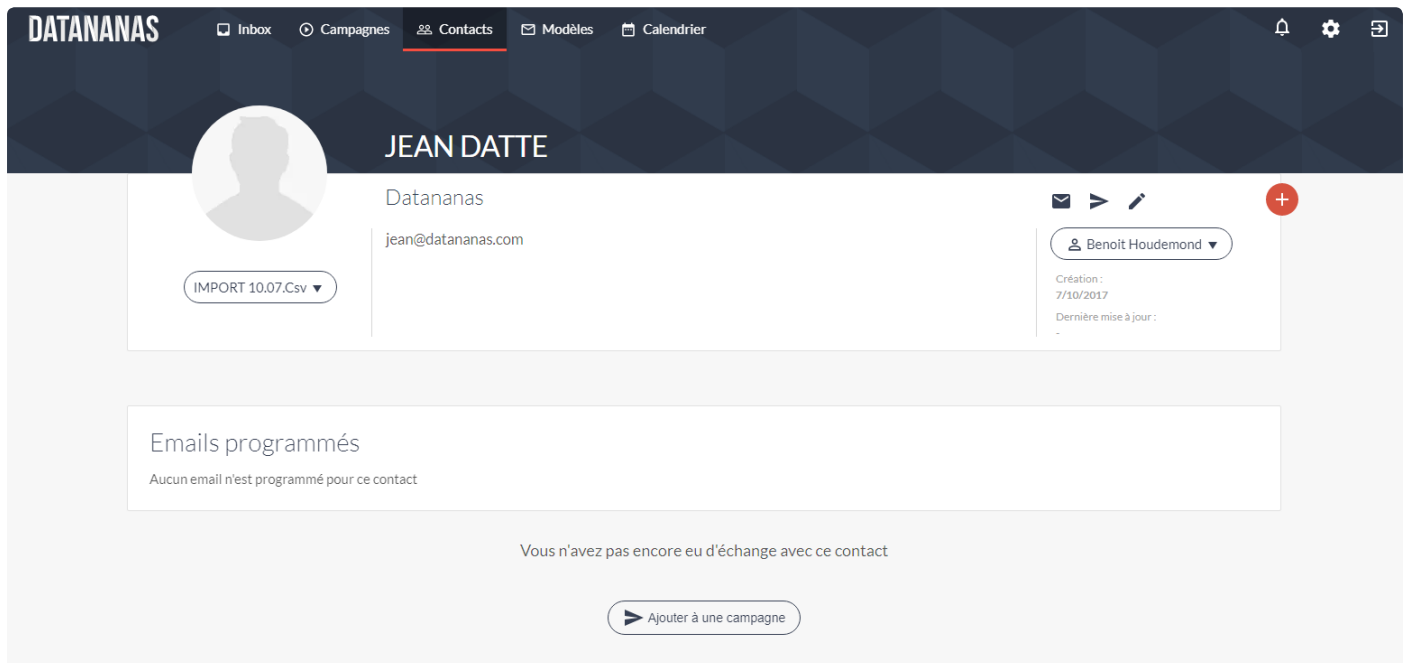 DATANANAS Inbox Campagnes Contacts Modèles Calendrier
JEAN DATTE
Datananas
jean@datananas.com
IMPORT 10.07.Csv
Benoit Houdemond
Création :
7/10/2017
Dernière mise à jour :
-
Emails programmés
Aucun email n'est programmé pour ce contact
Vous n'avez pas encore eu d'échange avec ce contact
Ajouter à une campagne